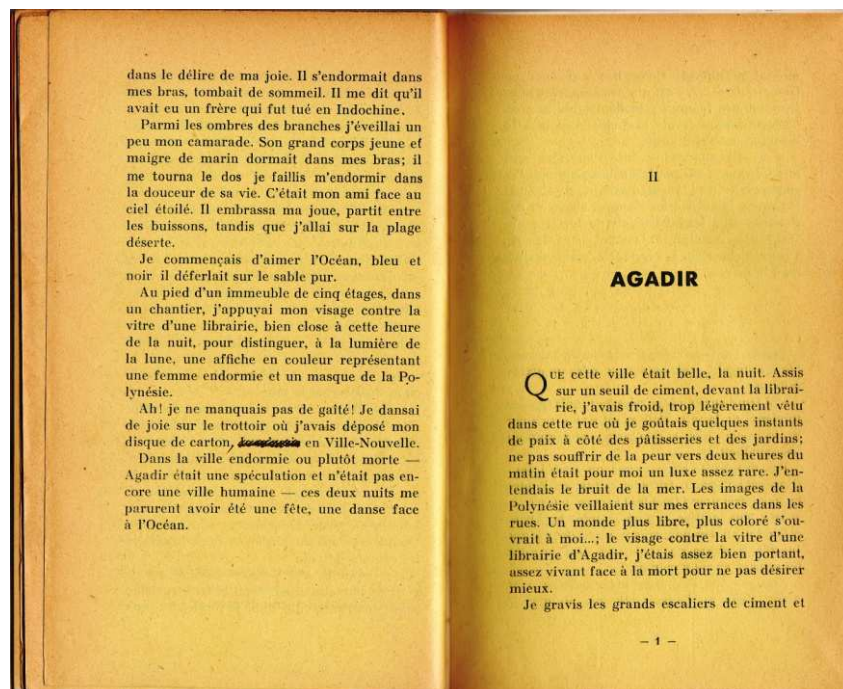 dans le délire de ma joie. Il s'endormait dans
mes bras, tombait de sommeil. Il me dit qu'il
avait eu un frère qui fut tué en Indochine.
Parmi les ombres des branches j'éveillai un
peu mon camarade. Son grand corps jeune et
maigre de marin dormait dans mes bras; il
me tourna le dos je faillis m'endormir dans
la douceur de sa vie. C'était mon ami face au
ciel étoilé. Il embrassa ma joue, partit entre
les buissons, tandis que j'allai sur la plage
déserte.
Je commençais d'aimer l'Océan, bleu et
noir il déferlait sur le sable pur.
Au pied d'un immeuble de cinq étages, dans
un chantier, j'appuyai mon visage contre la
vitre d'une librairie, bien close à cette heure
de la nuit, pour distinguer, à la lumière de
la lune, une affiche en couleur représentant
une femme endormie et un masque de la Po-
lynésie.
Ah! je ne manquais pas de gaîté! Je dansai
de joie sur le trottoir où j'avais déposé mon
disque de carton, en Ville-Nouvelle.
Dans la ville endormie ou plutôt morte —
Agadir était une spéculation et n'était pas en-
core une ville humaine — ces deux nuits me
parurent avoir été une fête, une danse face
à l'Océan.
II
AGADIR
QUE cette ville était belle, la nuit. Assis
sur un seuil de ciment, devant la librai-
rie, j'avais froid, trop légèrement vêtu
dans cette rue où je goûtais quelques instants
de paix à côté des pâtisseries et des jardins;
ne pas souffrir de la peur vers deux heures du
matin était pour moi un luxe assez rare. J'en-
tendais le bruit de la mer. Les images de la
Polynésie veillaient sur mes errances dans les
rues. Un monde plus libre, plus coloré s'ou-
vrait à moi...; le visage contre la vitre d'une
librairie d'Agadir, j'étais assez bien portant,
assez vivant face à la mort pour ne pas désirer
mieux.
Je gravis les grands escaliers de ciment et
— 1 —